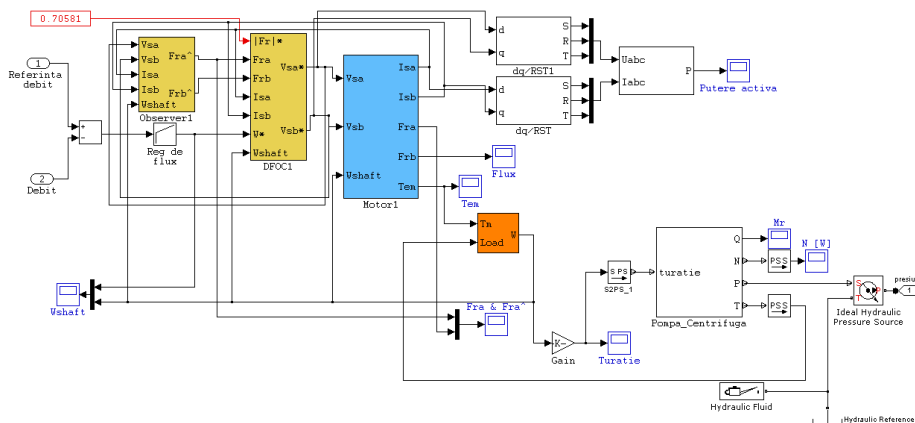 0.70581
1
Referinta
debit
2
Debit
+
-
Vsa
Vsb
Isa
Isb
Wshaft
Fra^
Frb^
Observer1
Reg de
flux
|Fr|*
Fra
Frb
Isa
Isb
W*
Wshaft
Vsa*
Vsb*
DFOC1
Vsa
Vsb
Wshaft
Isa
Isb
Fra
Frb
Tem
Motor1
d
q
S
R
T
dq/RST1
d
q
S
R
T
dq/RST
Uabc
Iabc
P
Putere activa
Flux
Tem
Tm
Load
W
Wshaft
Fra & Fra^
K-
Gain
Turatie
S PS
S2PS_1
turatie
Q
N
P
T
Pompa_Centrifuga
Mr
N [W]
PSS
PSS
S
P
T
Ideal Hydraulic
Pressure Source
presiu
1
Hydraulic Fluid
Hydraulic Reference